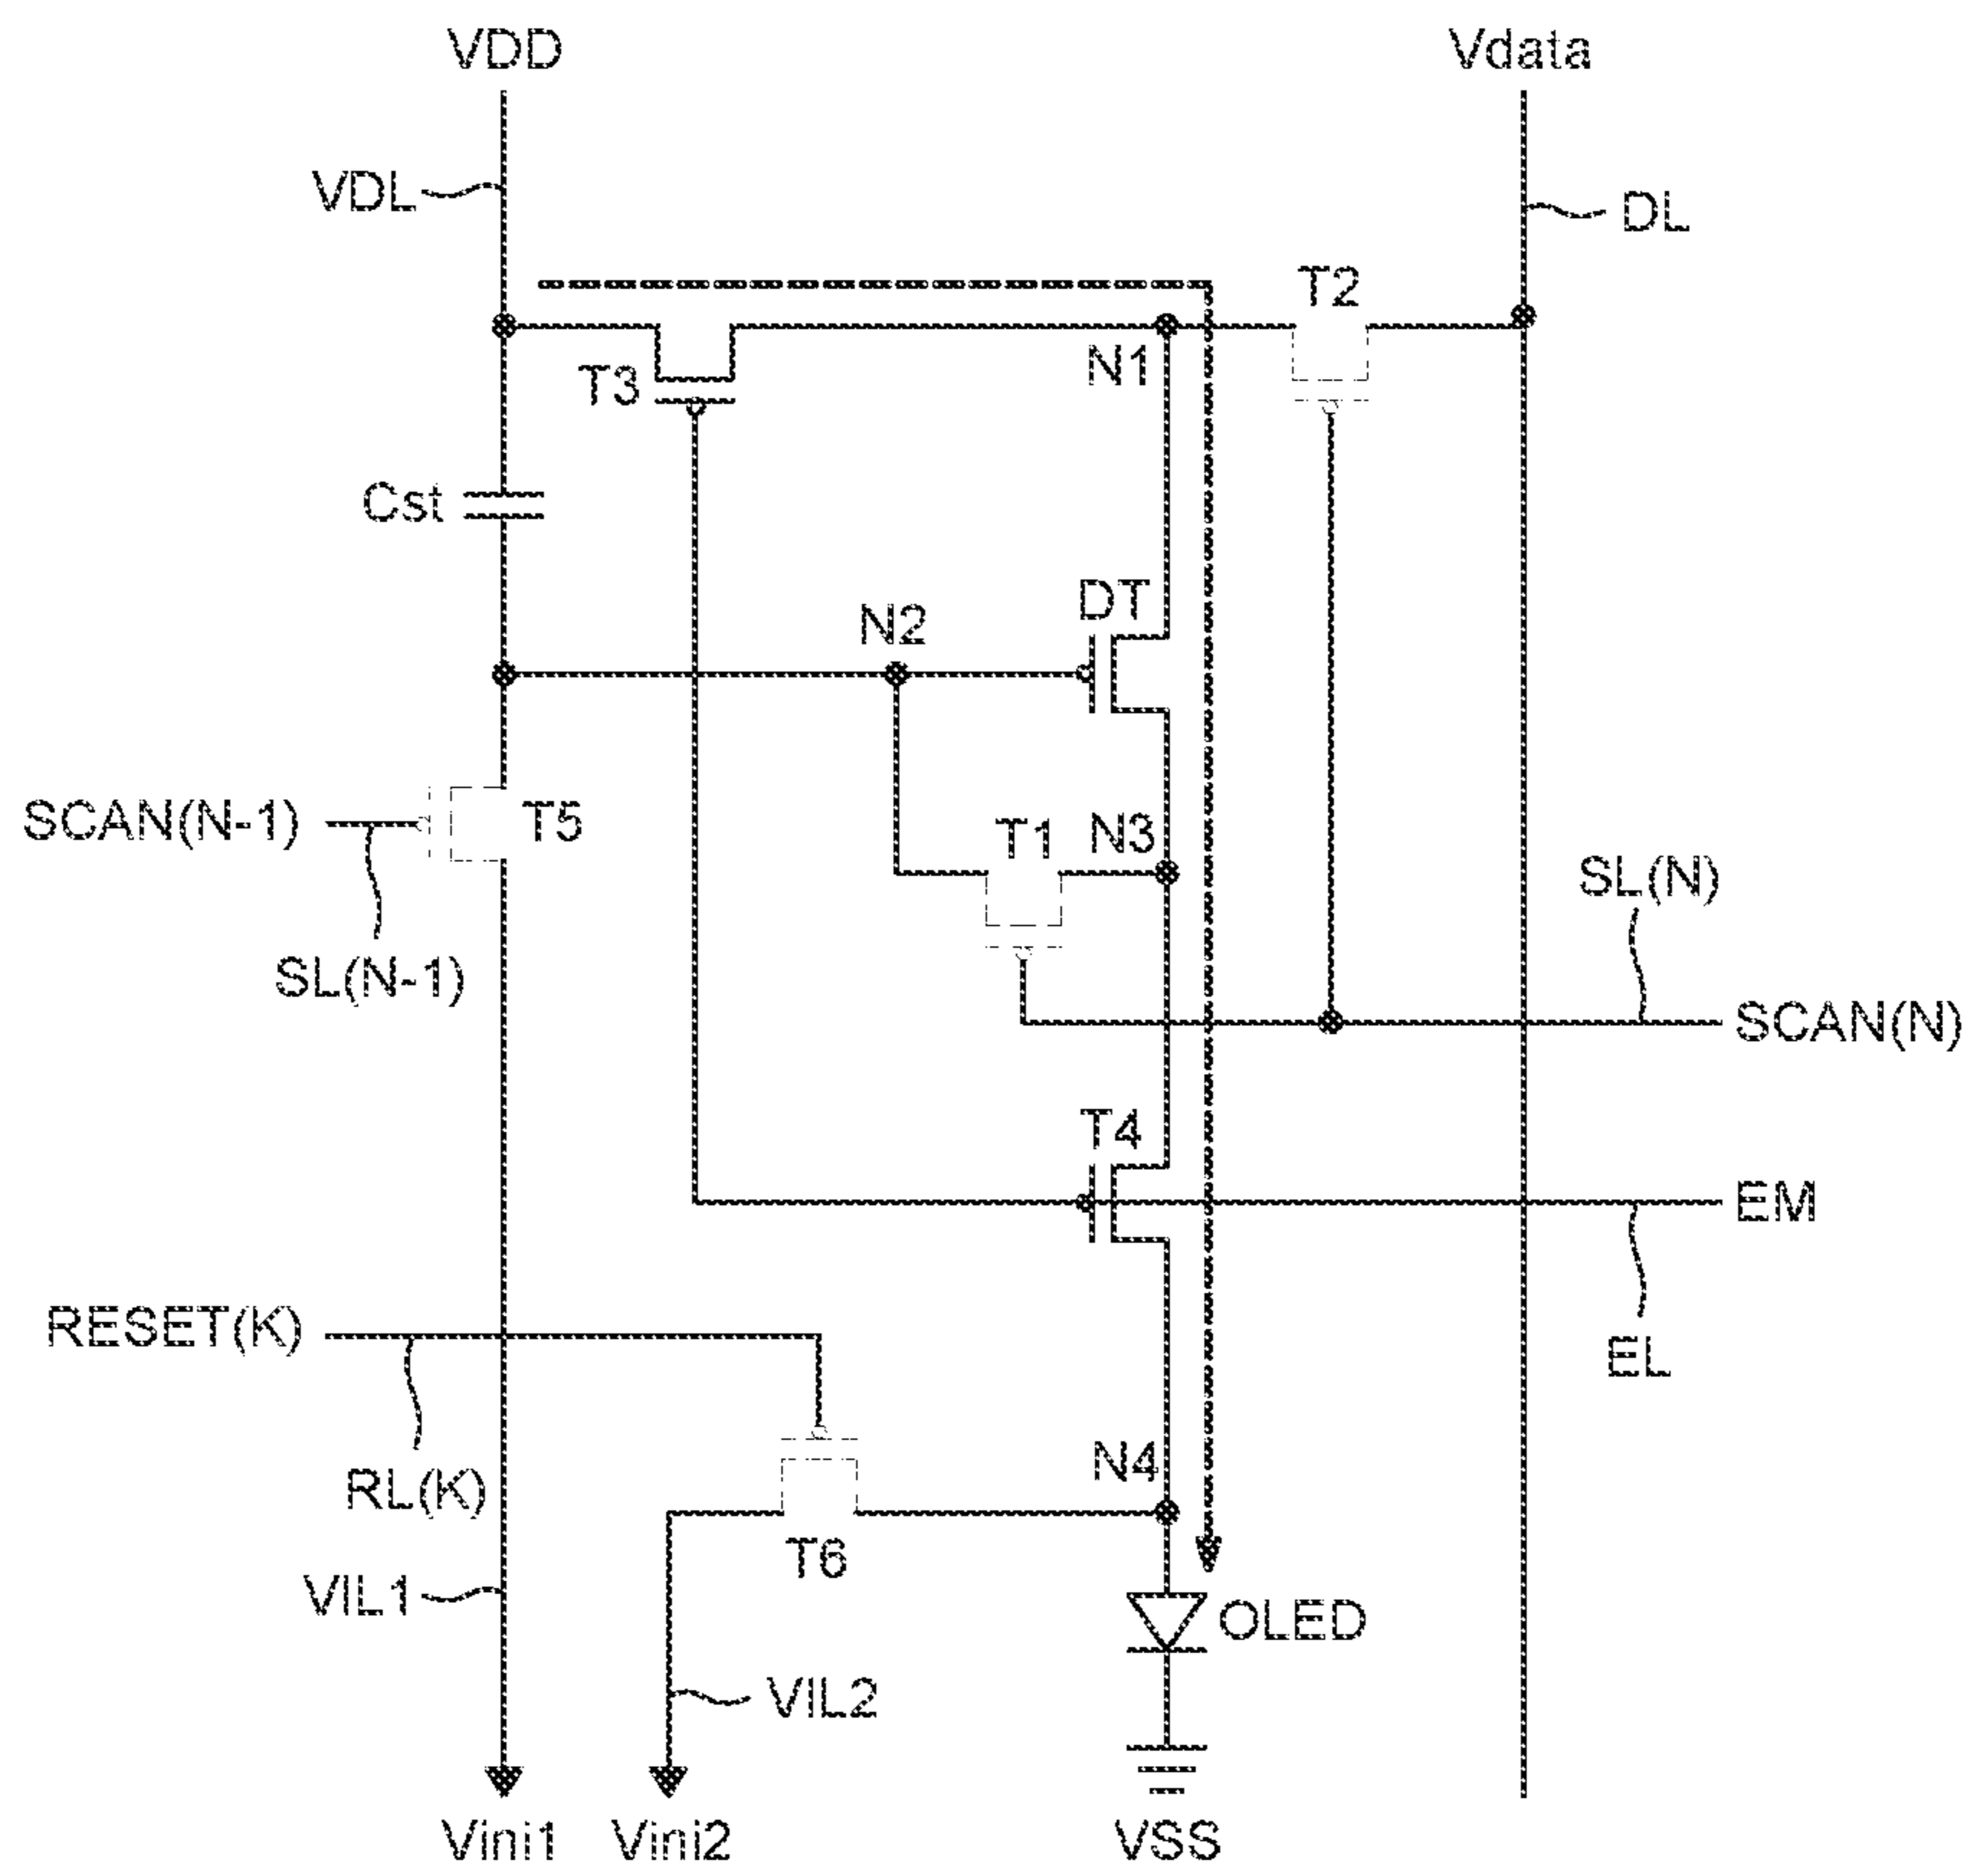 VDD
Vdata
VDL
DL
T2
N1
T3
Cst
DT
N2
SCAN(N-1)
T5
T1
N3
SL(N)
SL(N-1)
SCAN(N)
T4
EM
RESET(K)
EL
N4
RL(K)
T6
VIL1
OLED
VIL2
Vini1
Vini2
VSS